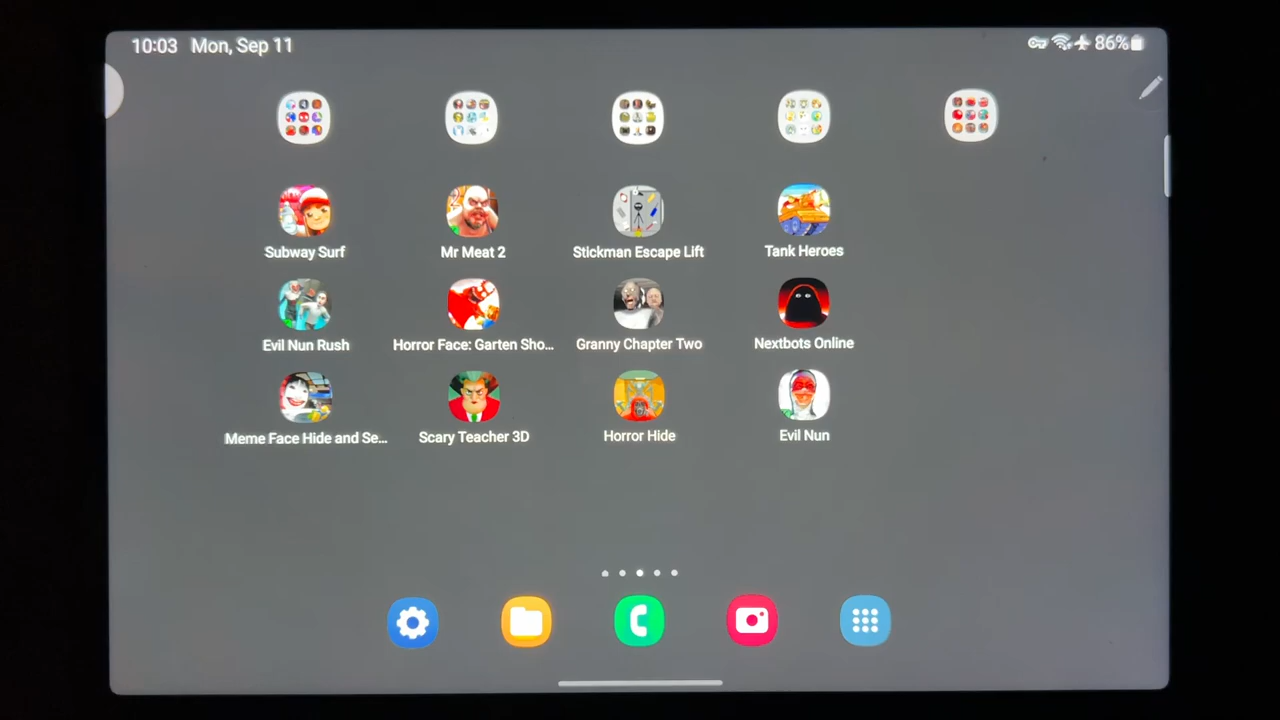 10:03 Mon, Sep 11
86%
Subway Surf
Mr Meat 2
Stickman Escape Lift
Tank Heroes
Evil Nun Rush
Horror Face: Garten Sho...
Granny Chapter Two
Nextbots Online
Meme Face Hide and Se...
Scary Teacher 3D
Horror Hide
Evil Nun